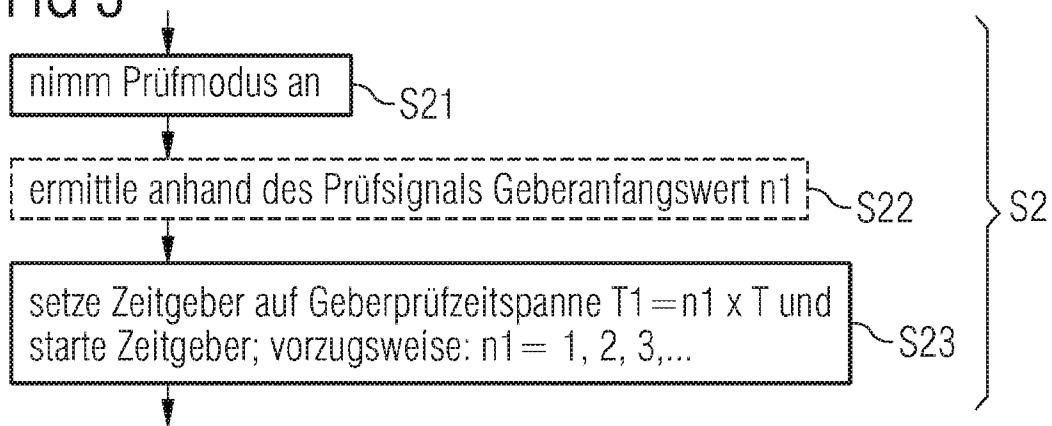 nimm Prüfmodus an
S21
ermittle anhand des Prüfsignals Geberanfangswert n1
S22
S2
setze Zeitgeber auf Geberprüfzeitspanne T1=n1 x T und
starte Zeitgeber; vorzugsweise: n1= 1, 2, 3,...
S23